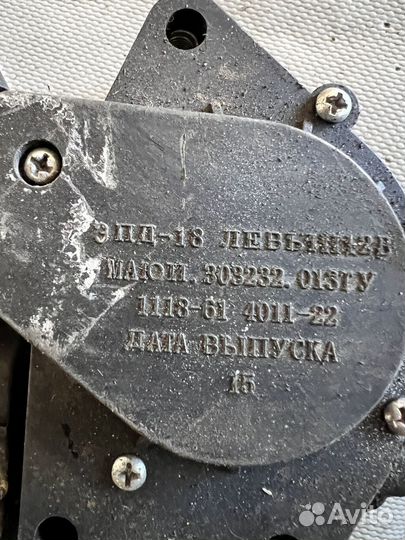 ЭПД-18 ЛЕВЫЙ12В
МАЮИ.303232.013ТУ
1118-61 4011-22
ДАТА ВЫПУСКА
15
Avito